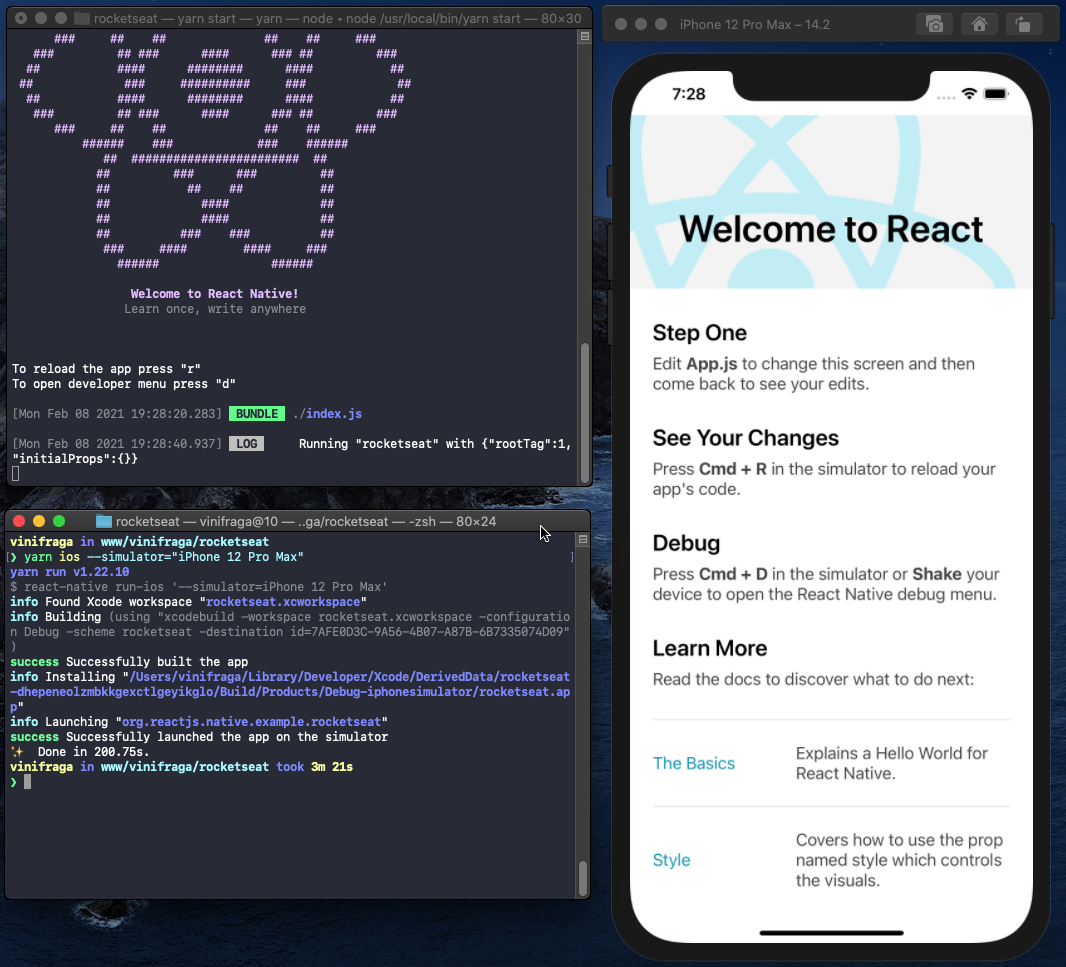 rocketseat — yarn start — yarn — node ◂ node /usr/local/bin/yarn start — 80×30
###     ##    ##              ##    ##     ###
###         ## ###      ####      ### ##         ###
##           ####      ########      ####           ##
##             ###     ##########     ###             ##
##           ####      ########      ####           ##
###         ## ###      ####      ### ##         ###
###     ##    ##              ##    ##     ###
######    ###            ###    ######
##  ########################  ##
##         ###      ###         ##
##           ##    ##           ##
##             ####             ##
##             ####             ##
##          ###    ###          ##
###     ####        ####     ###
######                ######
Welcome to React Native!
Learn once, write anywhere
To reload the app press "r"
To open developer menu press "d"
[Mon Feb 08 2021 19:28:20.283] BUNDLE ./index.js
[Mon Feb 08 2021 19:28:40.937] LOG Running "rocketseat" with {"rootTag":1,
"initialProps":{}}
rocketseat — vinifraga@10 — ..ga/rocketseat — -zsh — 80×24
vinifraga in www/vinifraga/rocketseat
[❯ yarn ios --simulator="iPhone 12 Pro Max" ]
yarn run v1.22.10
$ react-native run-ios '--simulator=iPhone 12 Pro Max'
info Found Xcode workspace "rocketseat.xcworkspace"
info Building (using "xcodebuild -workspace rocketseat.xcworkspace -configuratio
n Debug -scheme rocketseat -destination id=7AFE0D3C-9A56-4B07-A87B-6B7335074D09"
)
success Successfully built the app
info Installing "/Users/vinifraga/Library/Developer/Xcode/DerivedData/rocketseat
-dhepeneolzmbkkgexctlgeyikglo/Build/Products/Debug-iphonesimulator/rocketseat.ap
p"
info Launching "org.reactjs.native.example.rocketseat"
success Successfully launched the app on the simulator
✨ Done in 200.75s.
vinifraga in www/vinifraga/rocketseat took 3m 21s
❯
iPhone 12 Pro Max – 14.2
7:28
Welcome to React
Step One
Edit App.js to change this screen and then
come back to see your edits.
See Your Changes
Press Cmd + R in the simulator to reload your
app's code.
Debug
Press Cmd + D in the simulator or Shake your
device to open the React Native debug menu.
Learn More
Read the docs to discover what to do next:
The Basics
Explains a Hello World for
React Native.
Style
Covers how to use the prop
named style which controls
the visuals.